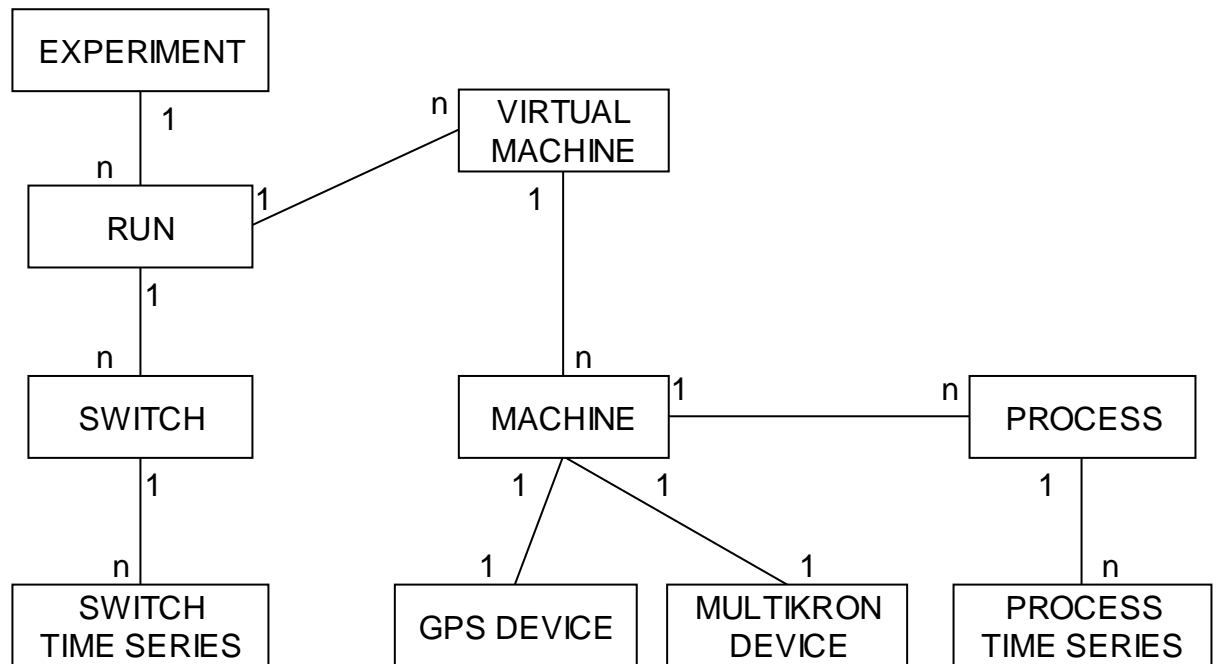 EXPERIMENT
1
n
VIRTUAL
MACHINE
n
1
RUN
1
1
n
n
SWITCH
MACHINE
1
n
PROCESS
1
1
1
1
n
1
1
n
SWITCH
TIME SERIES
GPS DEVICE
MULTIKRON
DEVICE
PROCESS
TIME SERIES